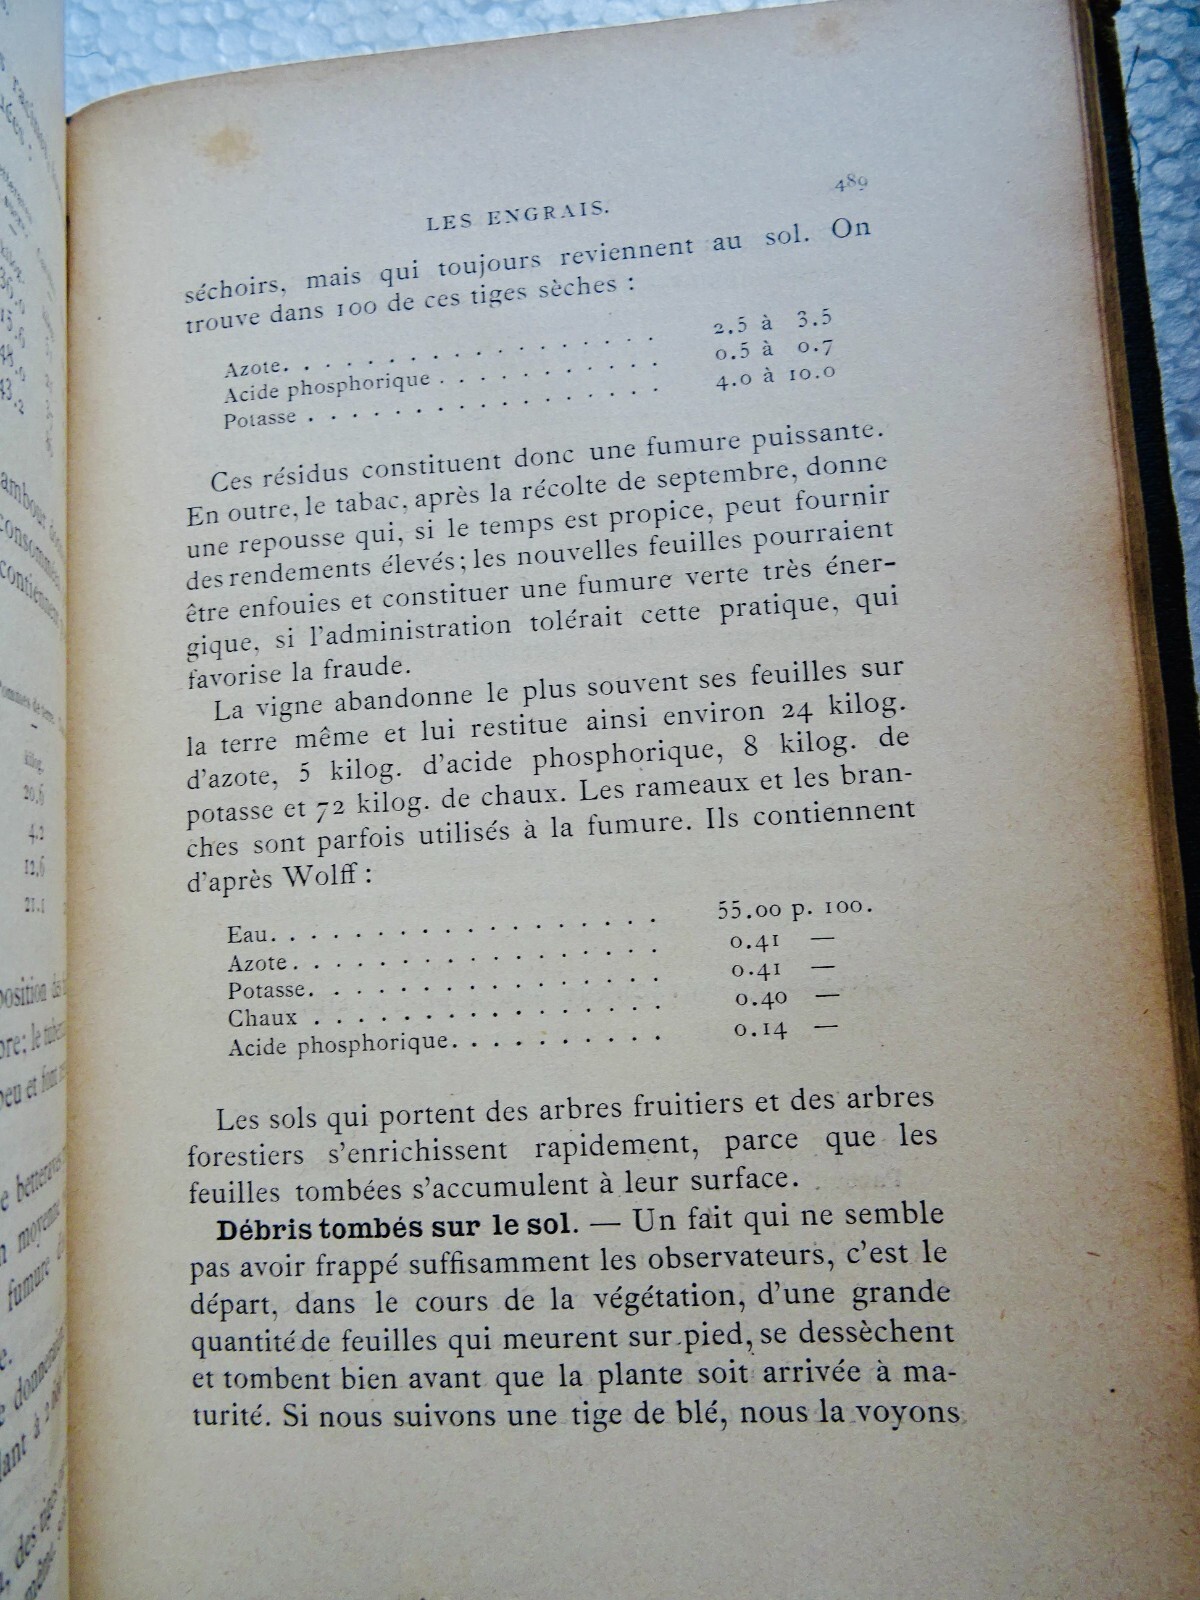 LES ENGRAIS.
489
séchoirs, mais qui toujours reviennent au sol. On
trouve dans 100 de ces tiges sèches :
Azote. . . . . . . . . . . . . . . . . 2.5 à 3.5
Acide phosphorique . . . . . . . . . . . 0.5 à 0.7
Potasse . . . . . . . . . . . . . . . . 4.0 à 10.0
Ces résidus constituent donc une fumure puissante.
En outre, le tabac, après la récolte de septembre, donne
une repousse qui, si le temps est propice, peut fournir
des rendements élevés; les nouvelles feuilles pourraient
être enfouies et constituer une fumure verte très éner-
gique, si l'administration tolérait cette pratique, qui
favorise la fraude.
La vigne abandonne le plus souvent ses feuilles sur
la terre même et lui restitue ainsi environ 24 kilog.
d'azote, 5 kilog. d'acide phosphorique, 8 kilog. de
potasse et 72 kilog. de chaux. Les rameaux et les bran-
ches sont parfois utilisés à la fumure. Ils contiennent
d'après Wolff :
Eau. . . . . . . . . . . . . . . . . . 55.00 p. 100.
Azote. . . . . . . . . . . . . . . . . 0.41 —
Potasse. . . . . . . . . . . . . . . . 0.41 —
Chaux . . . . . . . . . . . . . . . . 0.40 —
Acide phosphorique. . . . . . . . . . 0.14 —
Les sols qui portent des arbres fruitiers et des arbres
forestiers s'enrichissent rapidement, parce que les
feuilles tombées s'accumulent à leur surface.
Débris tombés sur le sol. — Un fait qui ne semble
pas avoir frappé suffisamment les observateurs, c'est le
départ, dans le cours de la végétation, d'une grande
quantité de feuilles qui meurent sur pied, se dessèchent
et tombent bien avant que la plante soit arrivée à ma-
turité. Si nous suivons une tige de blé, nous la voyons